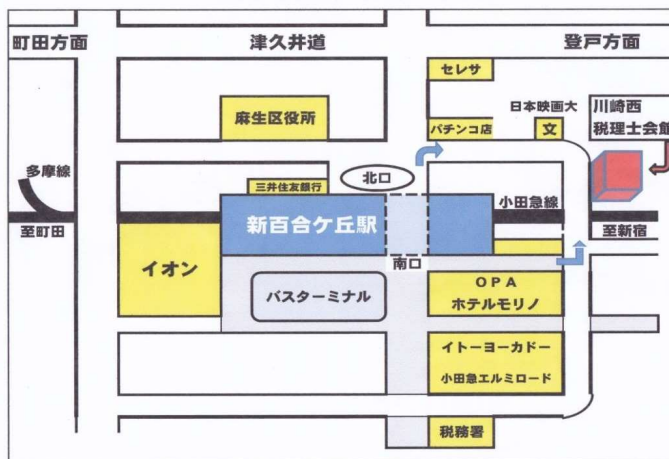 町田方面
津久井道
登戸方面
セレサ
麻生区役所
パチンコ店
日本映画大
文
川崎西
税理士会館
多摩線
三井住友銀行
北口
小田急線
至町田
新百合ケ丘駅
至新宿
イオン
南口
バスターミナル
OPA
ホテルモリノ
イトーヨーカドー
小田急エルミロード
税務署